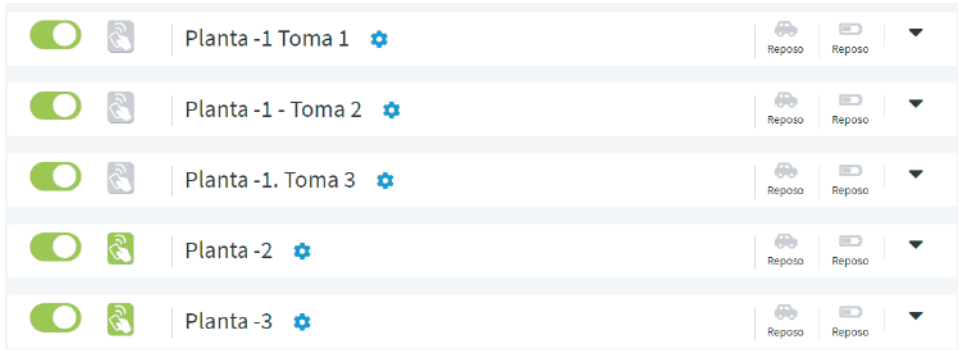 Planta -1 Toma 1
Reposo Reposo
Planta -1 - Toma 2
Reposo Reposo
Planta -1. Toma 3
Reposo Reposo
Planta -2
Reposo Reposo
Planta -3
Reposo Reposo